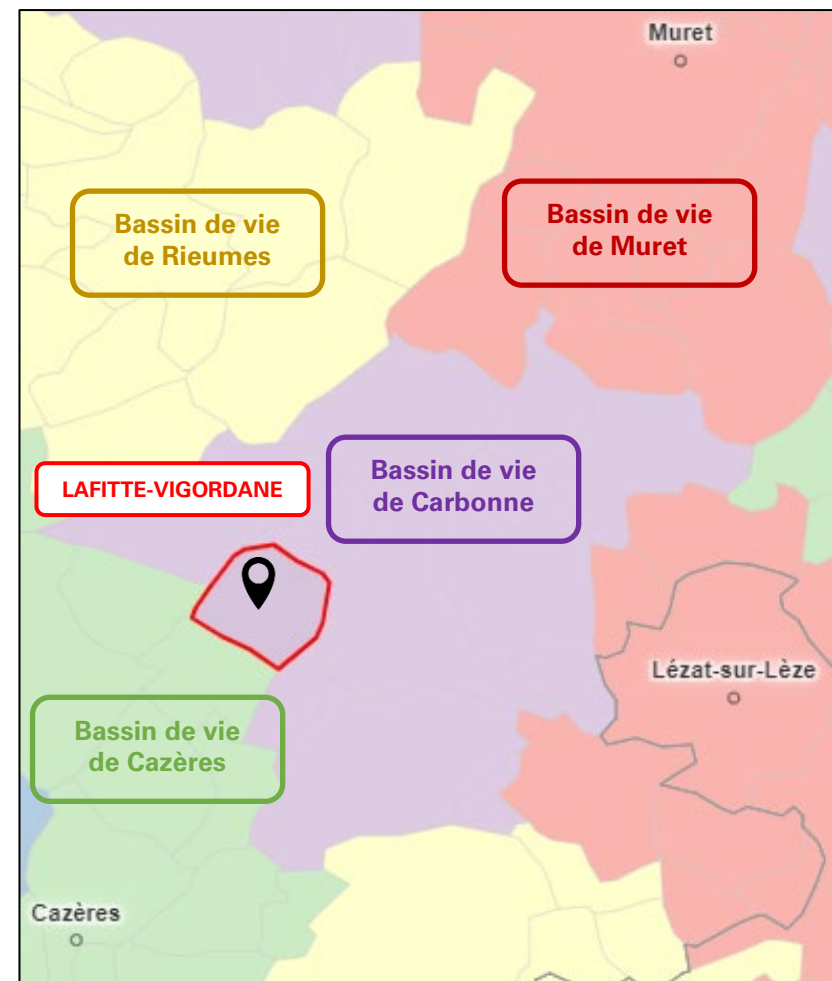 Muret
Bassin de vie
de Rieumes
Bassin de vie
de Muret
LAFITTE-VIGORDANE
Bassin de vie
de Carbonne
Lézat-sur-Lèze
Bassin de vie
de Cazères
Cazères